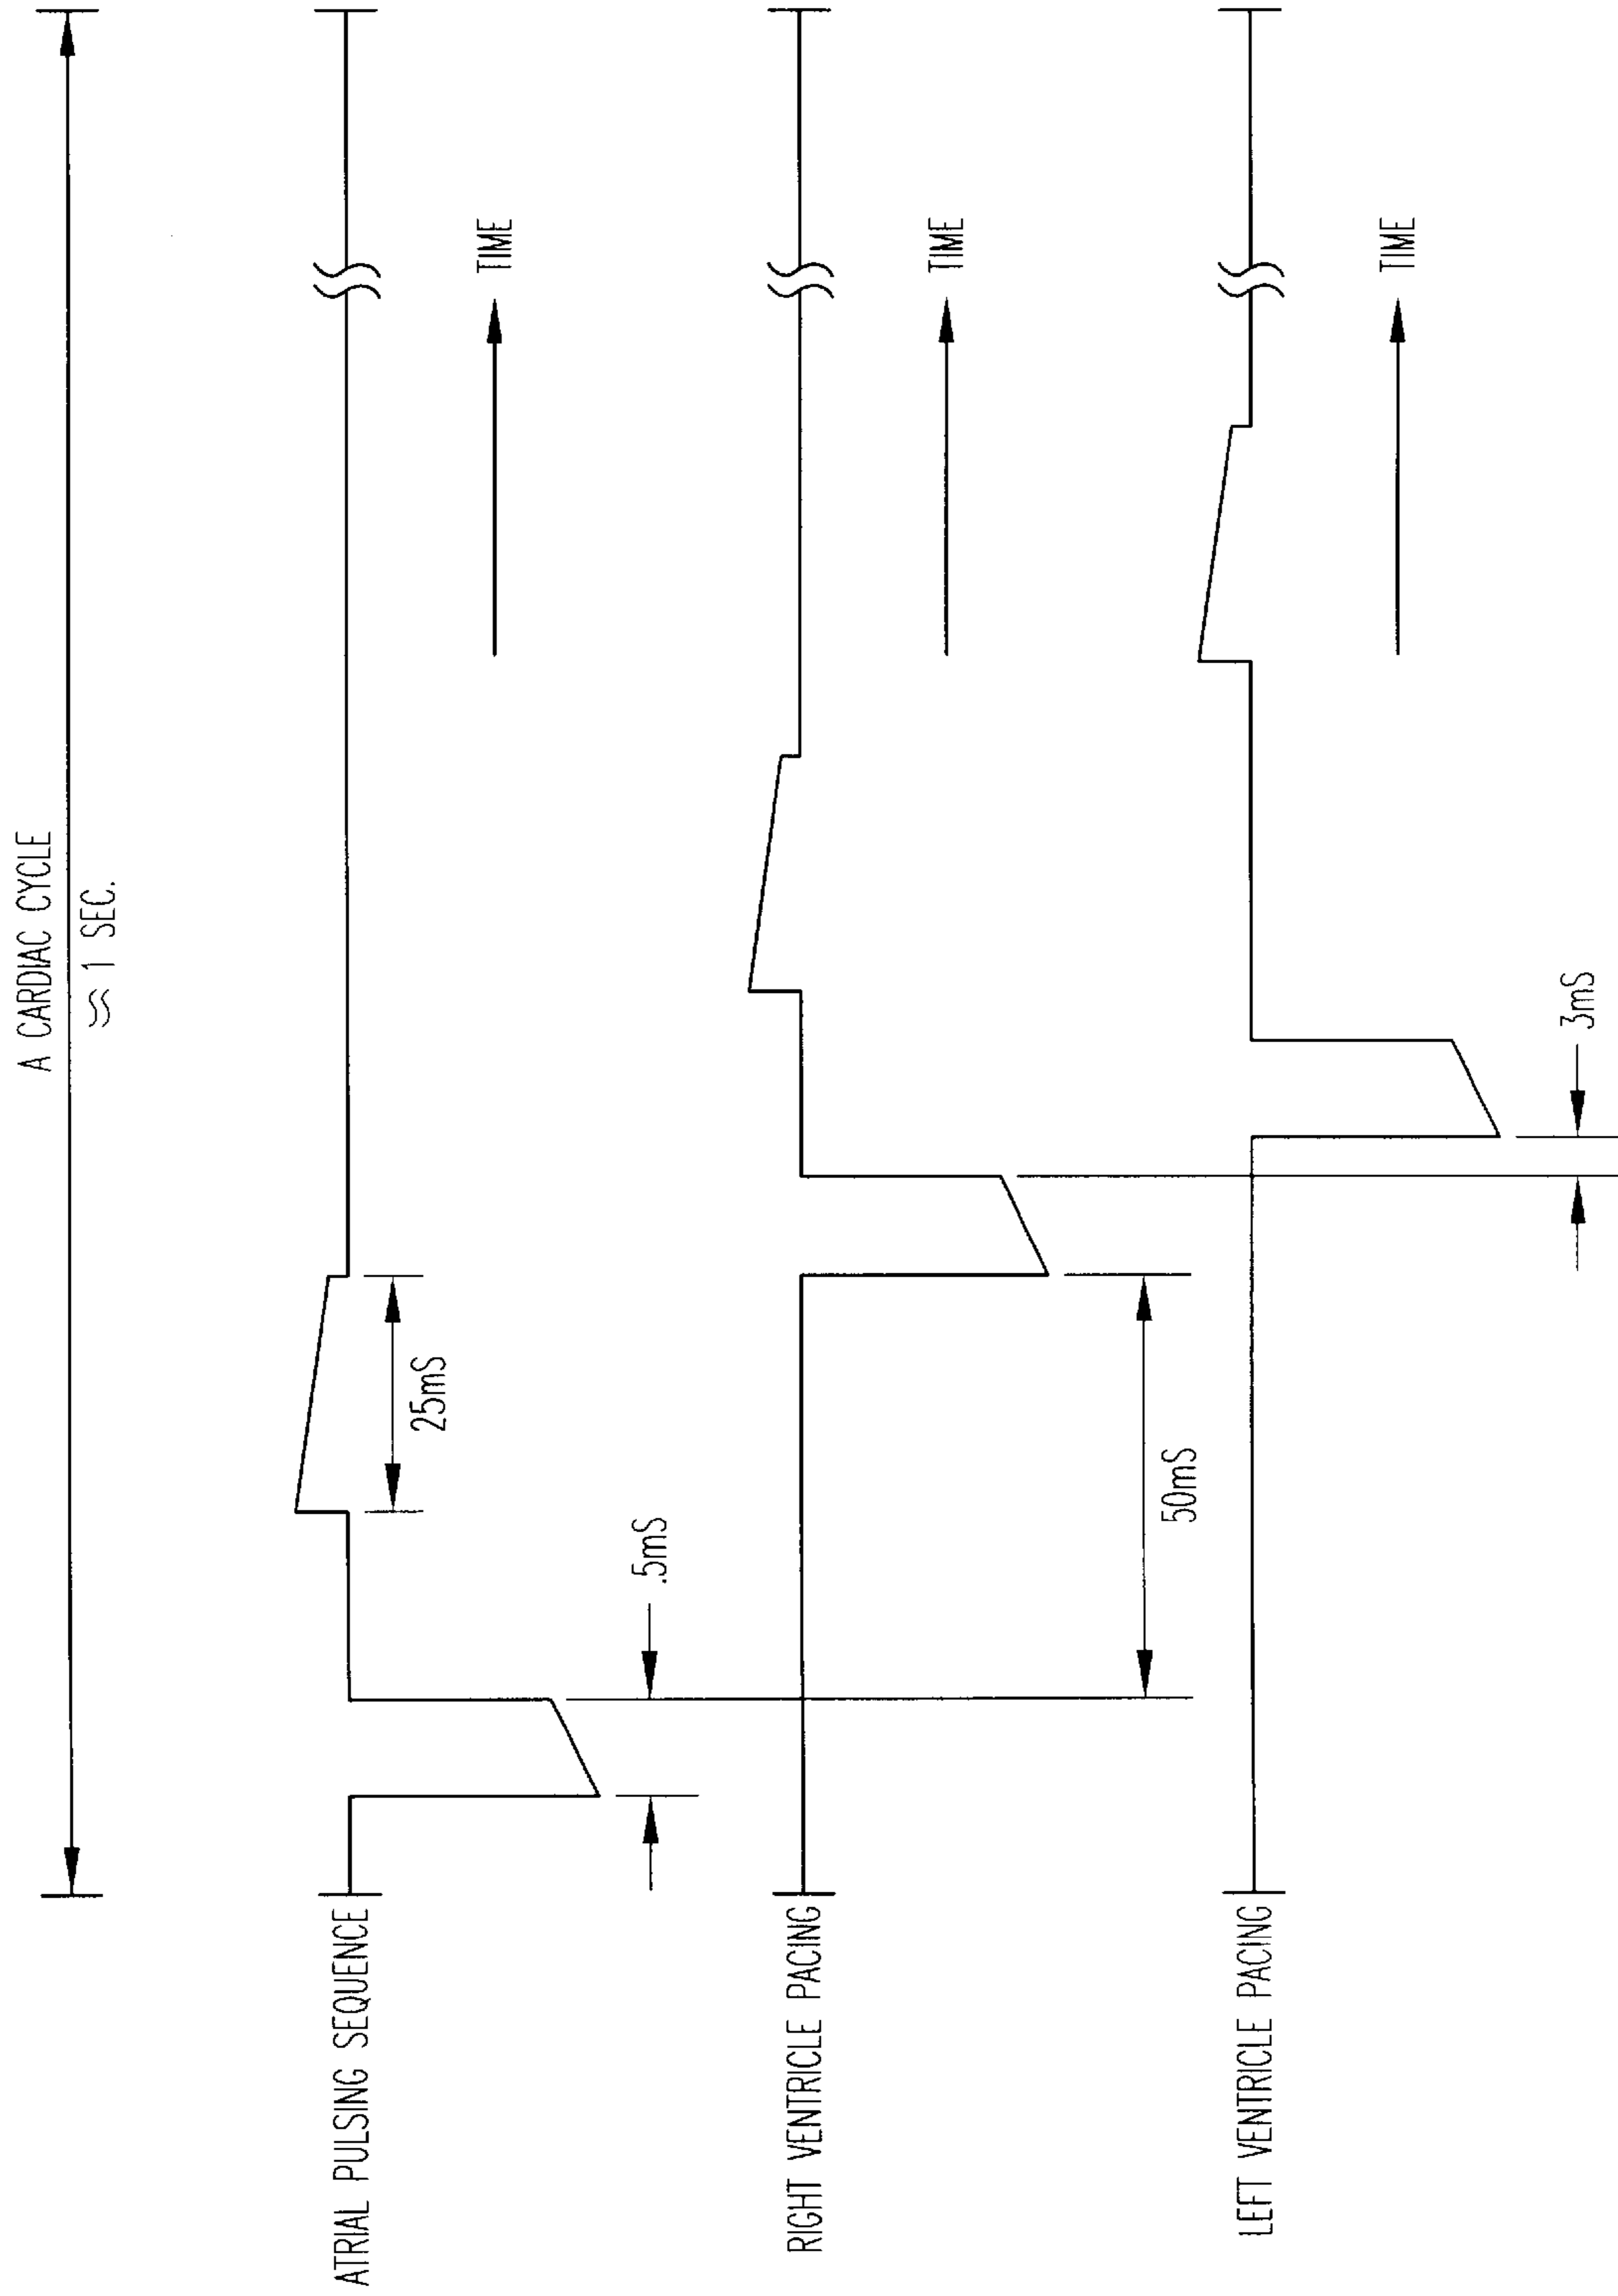 A CARDIAC CYCLE
≈ 1 SEC.
ATRIAL PULSING SEQUENCE
25mS
TIME
.5mS
RIGHT VENTRICLE PACING
TIME
50mS
LEFT VENTRICLE PACING
TIME
3mS